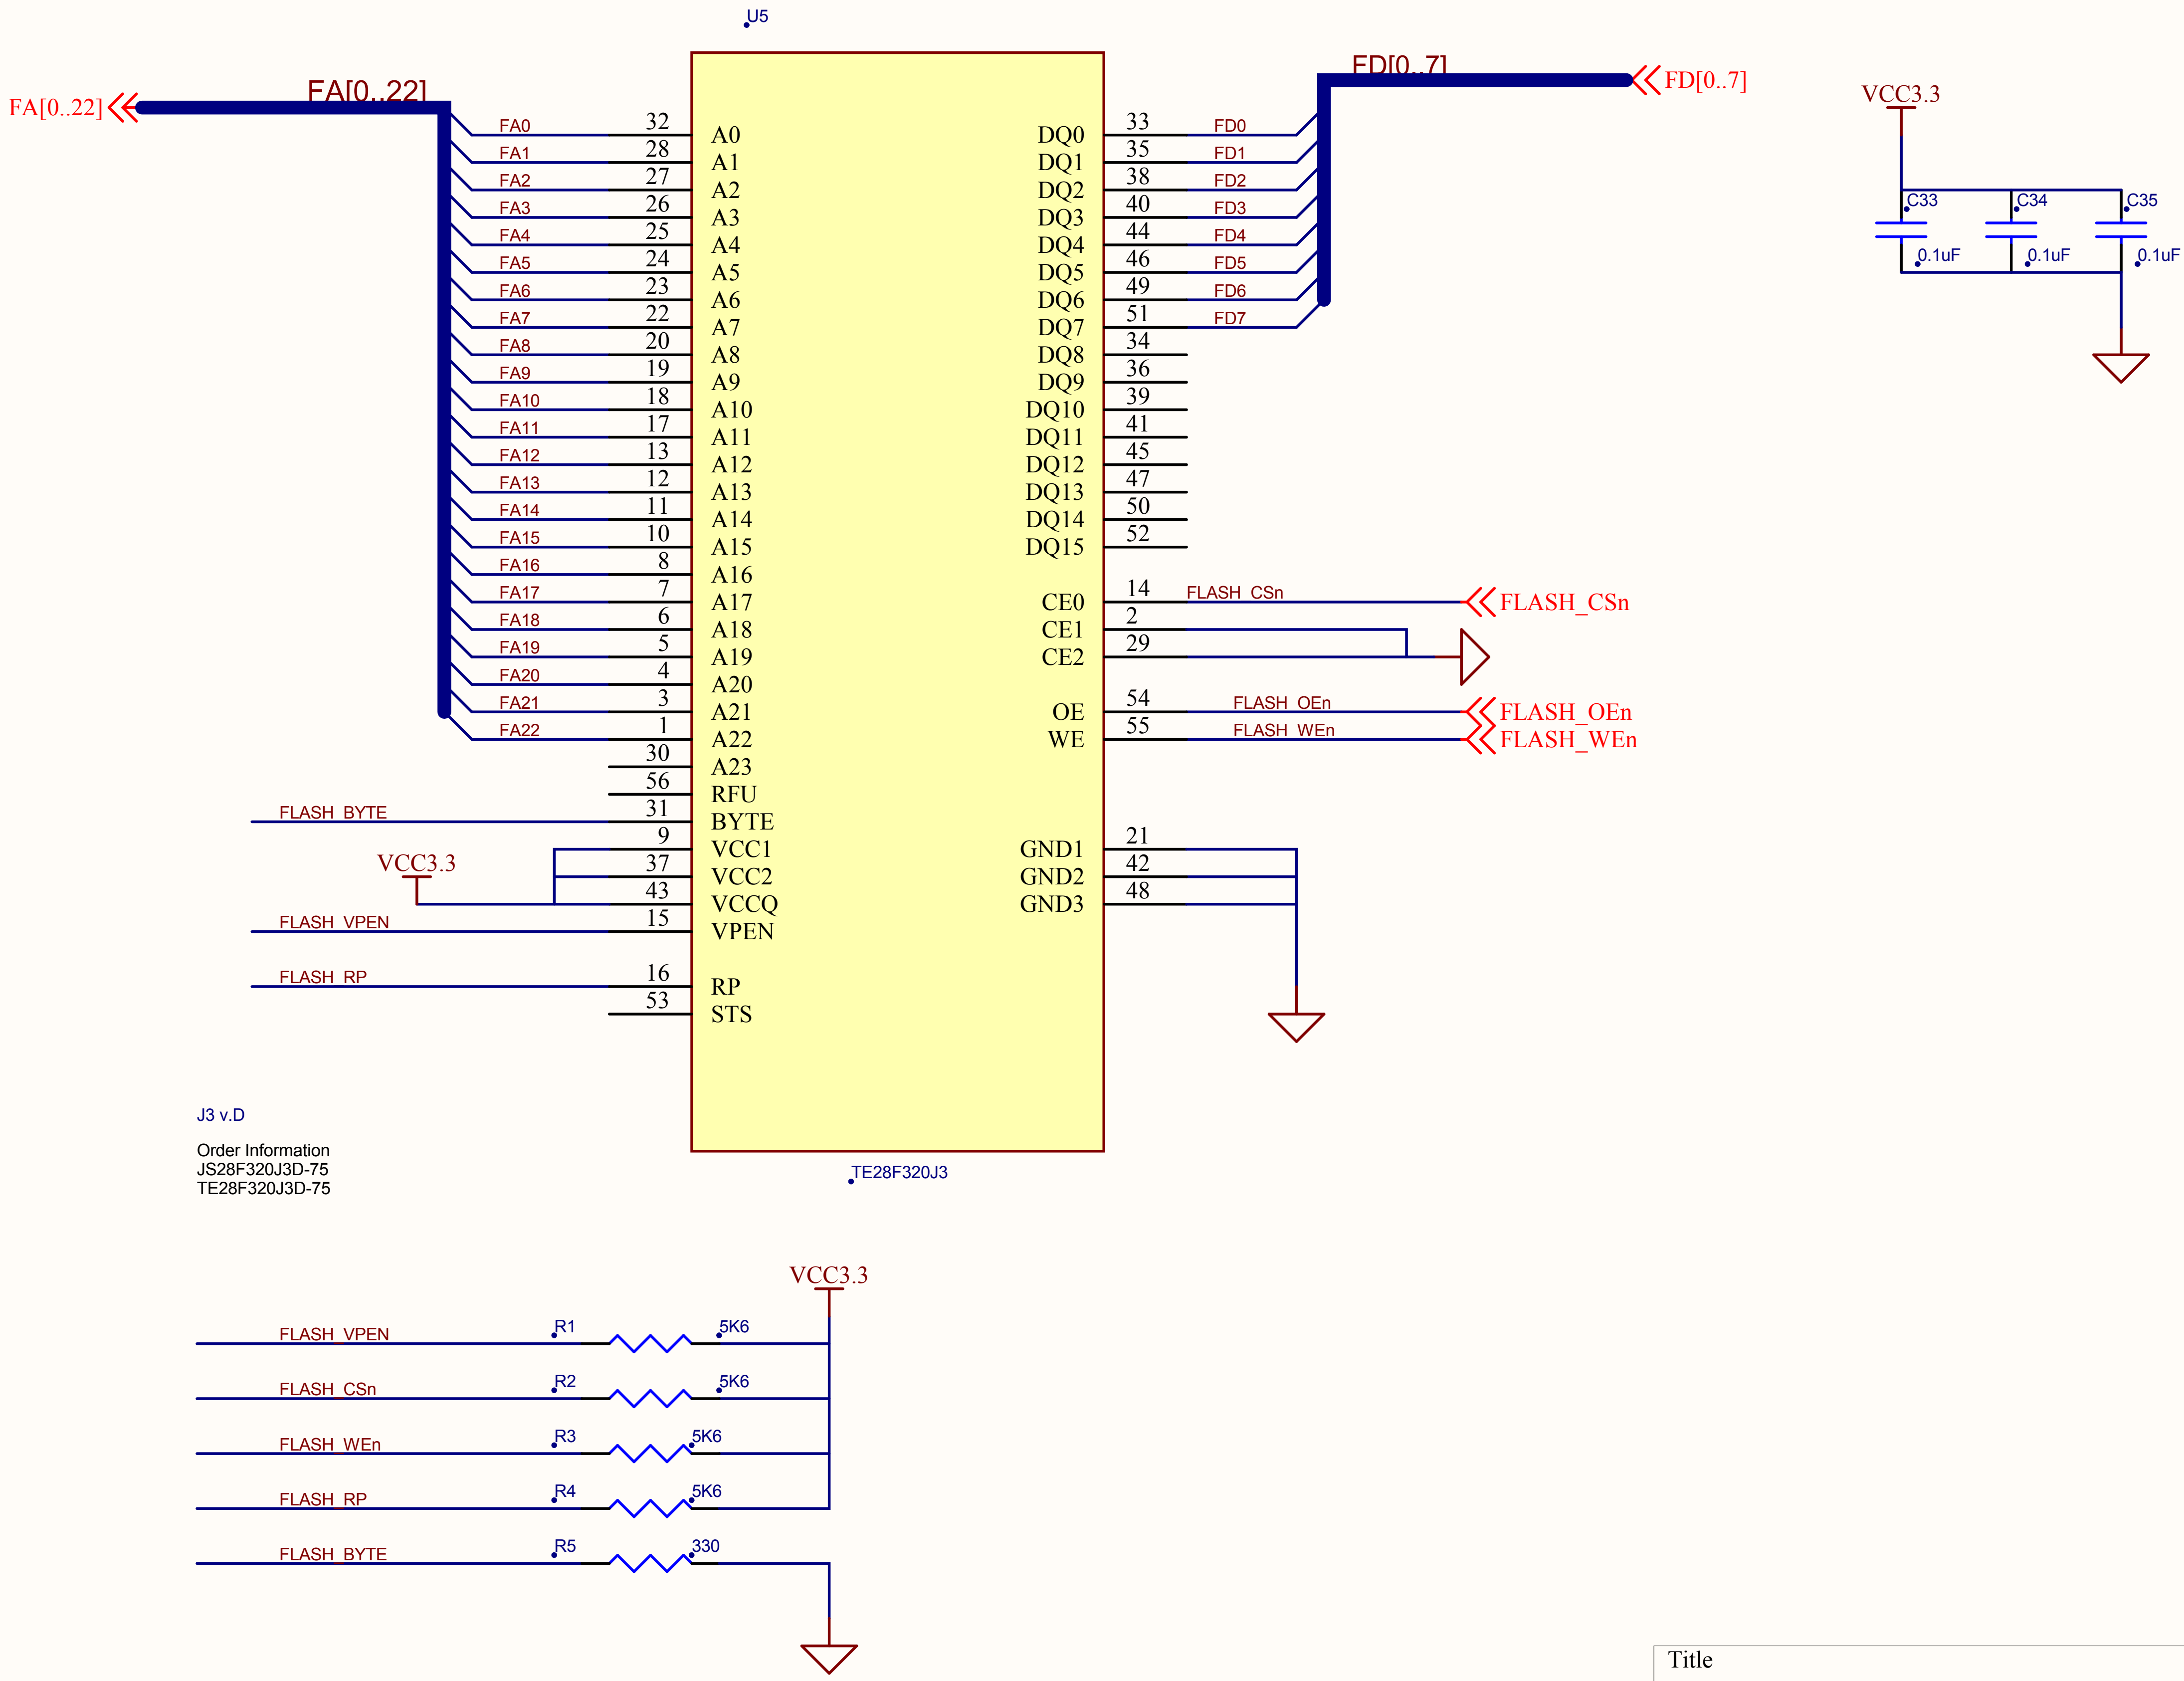 U5
FA[0..22]
FA[0..22]
FD[0..7]
FD[0..7]
VCC3.3
C33
C34
C35
0.1uF
0.1uF
0.1uF
FA0 32 A0 DQ0 33 FD0
FA1 28 A1 DQ1 35 FD1
FA2 27 A2 DQ2 38 FD2
FA3 26 A3 DQ3 40 FD3
FA4 25 A4 DQ4 44 FD4
FA5 24 A5 DQ5 46 FD5
FA6 23 A6 DQ6 49 FD6
FA7 22 A7 DQ7 51 FD7
FA8 20 A8 DQ8 34
FA9 19 A9 DQ9 36
FA10 18 A10 DQ10 39
FA11 17 A11 DQ11 41
FA12 13 A12 DQ12 45
FA13 12 A13 DQ13 47
FA14 11 A14 DQ14 50
FA15 10 A15 DQ15 52
FA16 8 A16
FA17 7 A17 CE0 14 FLASH_CSn FLASH_CSn
FA18 6 A18 CE1 2
FA19 5 A19 CE2 29
FA20 4 A20
FA21 3 A21 OE 54 FLASH_OEn FLASH_OEn
FA22 1 A22 WE 55 FLASH_WEn FLASH_WEn
30 A23
56 RFU
FLASH_BYTE 31 BYTE
9 VCC1 GND1 21
VCC3.3 37 VCC2 GND2 42
43 VCCQ GND3 48
FLASH_VPEN 15 VPEN
FLASH_RP 16 RP
53 STS
J3 v.D
Order Information
JS28F320J3D-75
TE28F320J3D-75
TE28F320J3
VCC3.3
FLASH_VPEN R1 5K6
FLASH_CSn R2 5K6
FLASH_WEn R3 5K6
FLASH_RP R4 5K6
FLASH_BYTE R5 330
Title